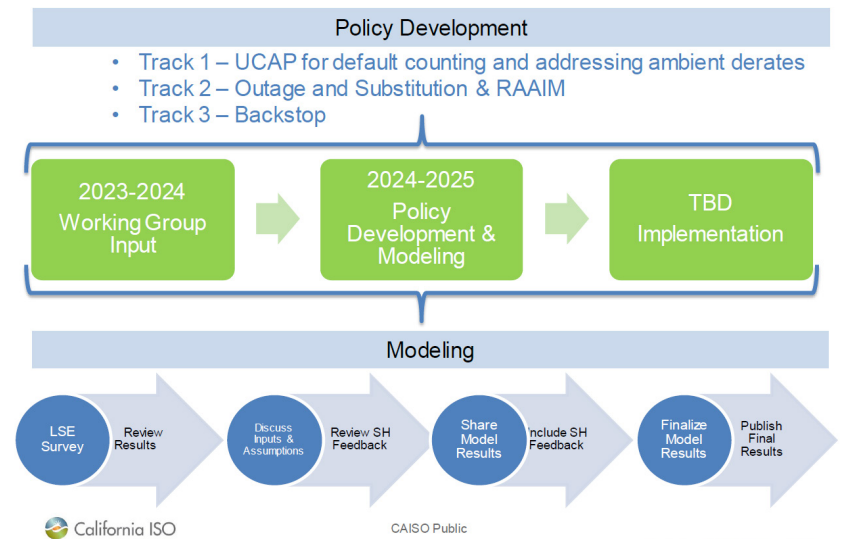 Policy Development
• Track 1 – UCAP for default counting and addressing ambient derates
• Track 2 – Outage and Substitution & RAAIM
• Track 3 – Backstop
2023-2024
Working Group
Input
2024-2025
Policy
Development &
Modeling
TBD
Implementation
Modeling
LSE
Survey
Review
Results
Discuss
Inputs &
Assumptions
Review SH
Feedback
Share
Model
Results
Include SH
Feedback
Finalize
Model
Results
Publish
Final
Results
California ISO
CAISO Public